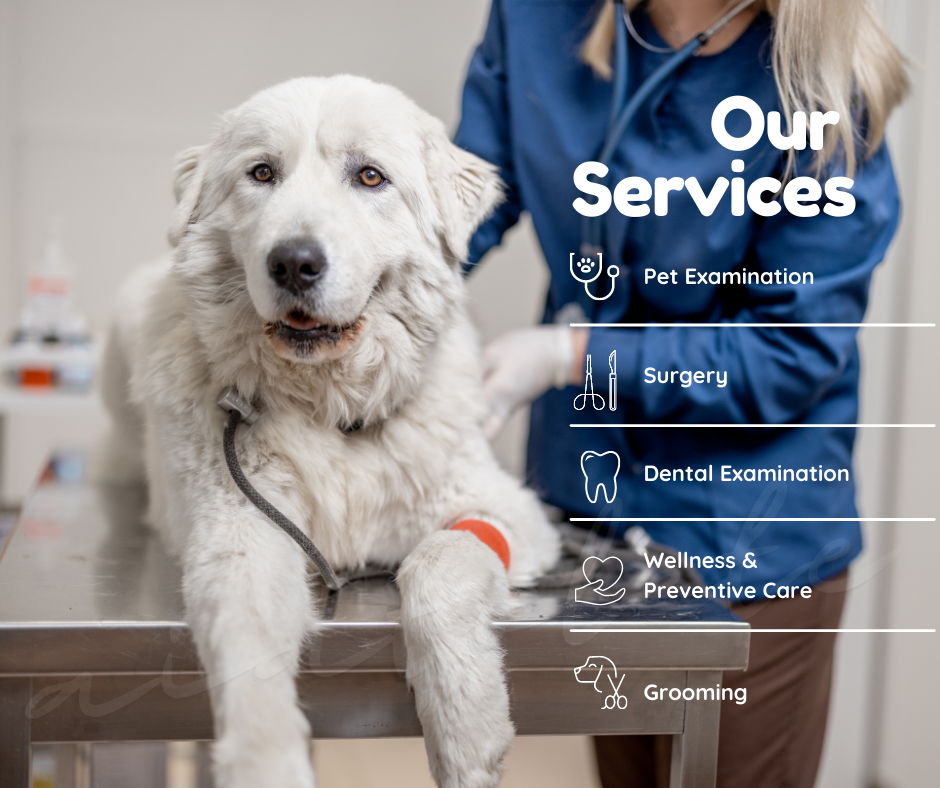 Our
Services
Pet Examination
Surgery
Dental Examination
Wellness &
Preventive Care
Grooming